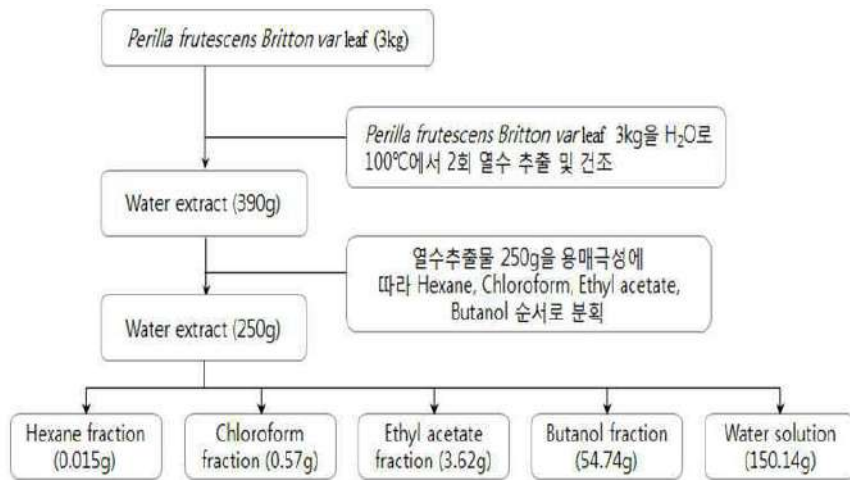 Perilla frutescens Britton var leaf (3kg)
Perilla frutescens Britton var leaf 3kg을 H₂O로
100℃에서 2회 열수 추출 및 건조
Water extract (390g)
열수추출물 250g을 용매극성에
따라 Hexane, Chloroform, Ethyl acetate,
Butanol 순서로 분획
Water extract (250g)
Hexane fraction
(0.015g)
Chloroform
fraction (0.57g)
Ethyl acetate
fraction (3.62g)
Butanol fraction
(54.74g)
Water solution
(150.14g)